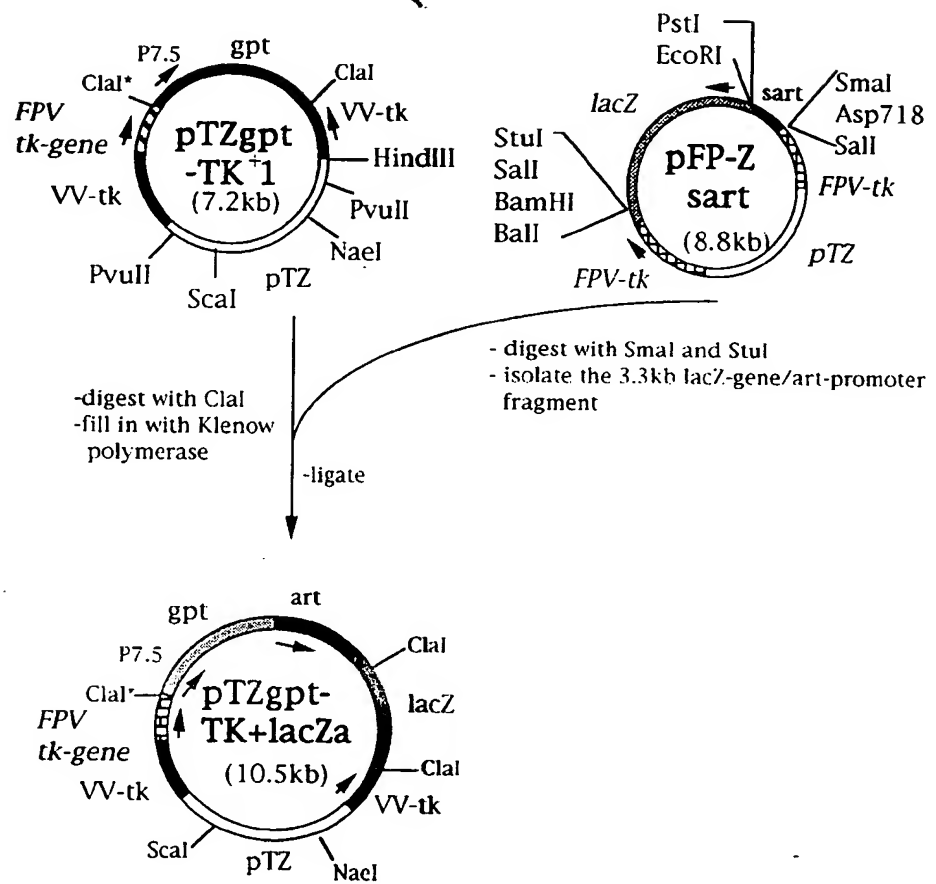 gpt
P7.5
ClaI*
ClaI
FPV
tk-gene
VV-tk
pTZgpt
-TK+1
(7.2kb)
HindIII
VV-tk
PvuII
NaeI
PvuII
ScaI
pTZ
PstI
EcoRI
sart
lacZ
SmaI
Asp718
SalI
StuI
SalI
BamHI
BalI
pFP-Z
sart
(8.8kb)
FPV-tk
pTZ
FPV-tk
- digest with SmaI and StuI
- isolate the 3.3kb lacZ-gene/art-promoter
fragment
-digest with ClaI
-fill in with Klenow
polymerase
-ligate
gpt
art
P7.5
ClaI
ClaI*
lacZ
FPV
tk-gene
pTZgpt-
TK+lacZa
(10.5kb)
ClaI
VV-tk
VV-tk
ScaI
pTZ
NaeI